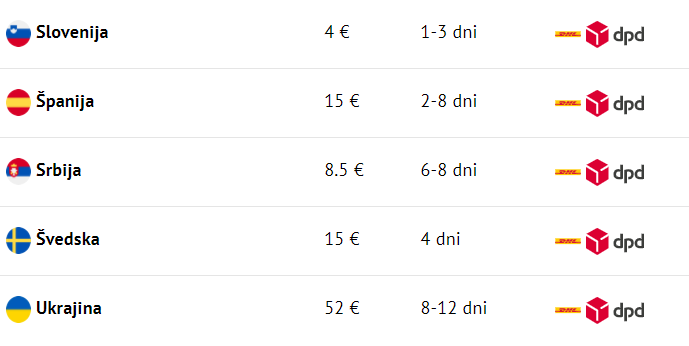 Slovenija 4 € 1-3 dni DHL dpd
Španija 15 € 2-8 dni DHL dpd
Srbija 8.5 € 6-8 dni DHL dpd
Švedska 15 € 4 dni DHL dpd
Ukrajina 52 € 8-12 dni DHL dpd